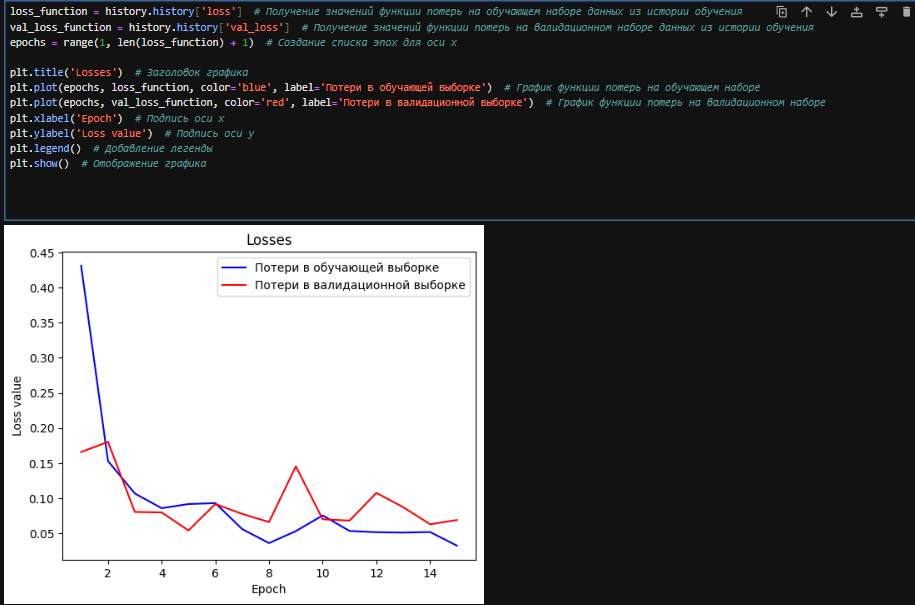 loss_function = history.history['loss']  # Получение значений функции потерь на обучающем наборе данных из истории обучения
val_loss_function = history.history['val_loss']  # Получение значений функции потерь на валидационном наборе данных из истории обучения
epochs = range(1, len(loss_function) + 1)  # Создание списка эпох для оси x
plt.title('Losses')  # Заголовок графика
plt.plot(epochs, loss_function, color='blue', label='Потери в обучающей выборке')  # График функции потерь на обучающем наборе
plt.plot(epochs, val_loss_function, color='red', label='Потери в валидационной выборке')  # График функции потерь на валидационном наборе
plt.xlabel('Epoch')  # Подпись оси x
plt.ylabel('Loss value')  # Подпись оси y
plt.legend()  # Добавление легенды
plt.show()  # Отображение графика
Losses
Потери в обучающей выборке
Потери в валидационной выборке
0.45
0.40
0.35
0.30
0.25
0.20
0.15
0.10
0.05
Loss value
2 4 6 8 10 12 14
Epoch